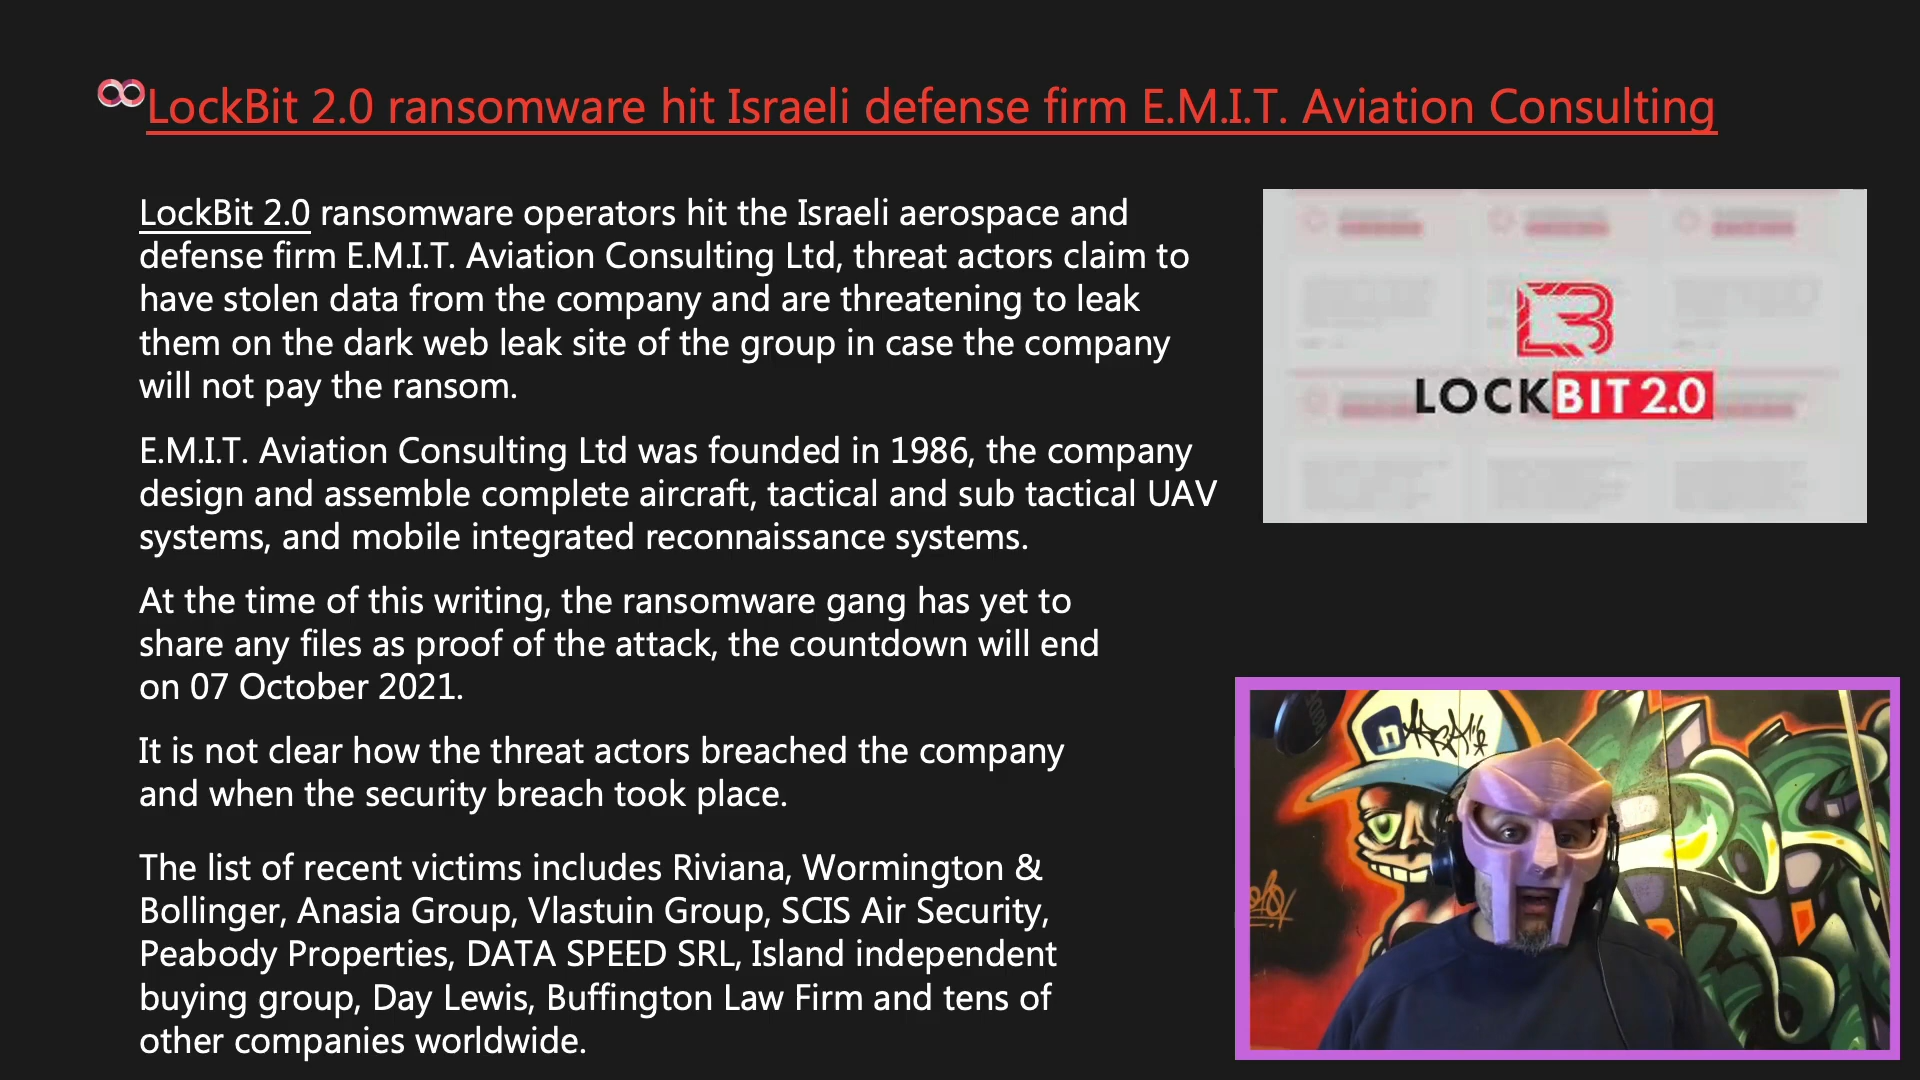 LockBit 2.0 ransomware hit Israeli defense firm E.M.I.T. Aviation Consulting
LockBit 2.0 ransomware operators hit the Israeli aerospace and
defense firm E.M.I.T. Aviation Consulting Ltd, threat actors claim to
have stolen data from the company and are threatening to leak
them on the dark web leak site of the group in case the company
will not pay the ransom.
E.M.I.T. Aviation Consulting Ltd was founded in 1986, the company
design and assemble complete aircraft, tactical and sub tactical UAV
systems, and mobile integrated reconnaissance systems.
At the time of this writing, the ransomware gang has yet to
share any files as proof of the attack, the countdown will end
on 07 October 2021.
It is not clear how the threat actors breached the company
and when the security breach took place.
The list of recent victims includes Riviana, Wormington &
Bollinger, Anasia Group, Vlastuin Group, SCIS Air Security,
Peabody Properties, DATA SPEED SRL, Island independent
buying group, Day Lewis, Buffington Law Firm and tens of
other companies worldwide.
LOCKBIT 2.0